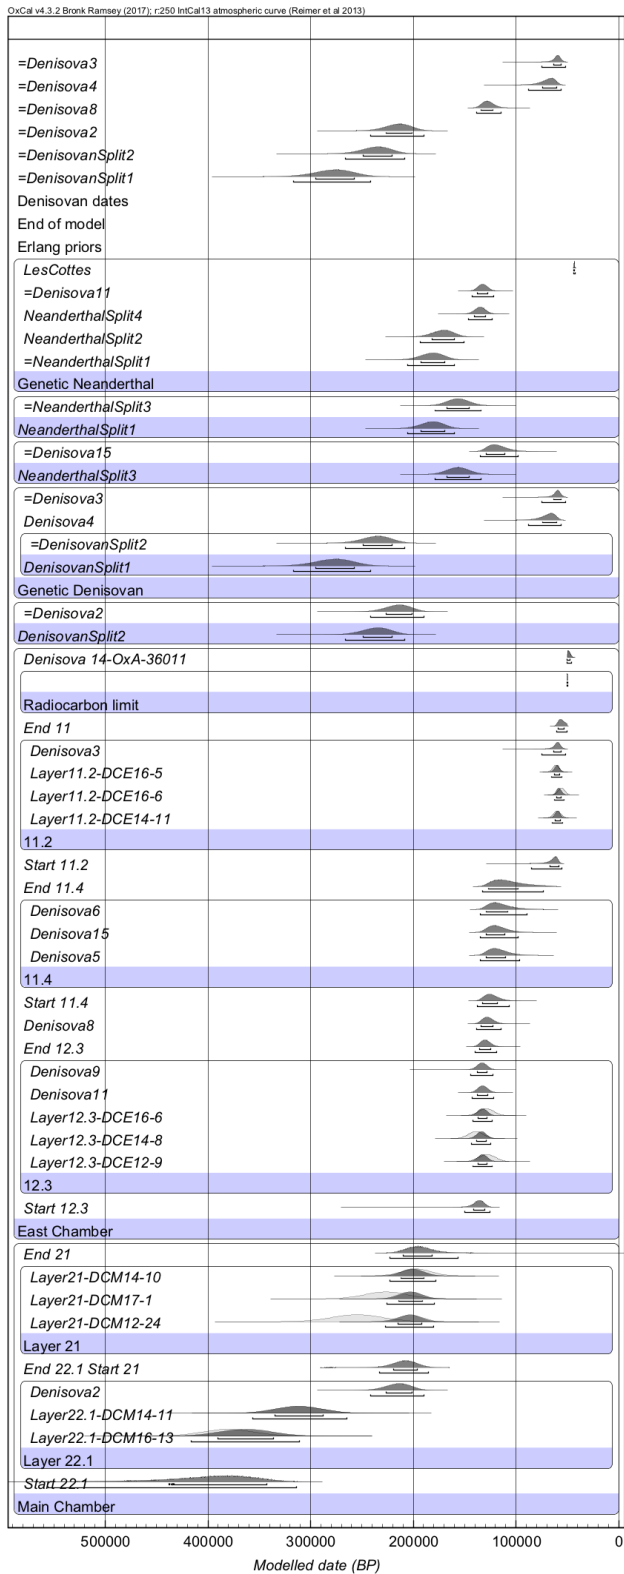 OxCal v4.3.2 Bronk Ramsey (2017); r:250 IntCal13 atmospheric curve (Reimer et al 2013)
=Denisova3
=Denisova4
=Denisova8
=Denisova2
=DenisovanSplit2
=DenisovanSplit1
Denisovan dates
End of model
Erlang priors
LesCottes
=Denisova11
NeanderthalSplit4
NeanderthalSplit2
=NeanderthalSplit1
Genetic Neanderthal
=NeanderthalSplit3
NeanderthalSplit1
=Denisova15
NeanderthalSplit3
=Denisova3
Denisova4
=DenisovanSplit2
DenisovanSplit1
Genetic Denisovan
=Denisova2
DenisovanSplit2
Denisova 14-OxA-36011
Radiocarbon limit
End 11
Denisova3
Layer11.2-DCE16-5
Layer11.2-DCE16-6
Layer11.2-DCE14-11
11.2
Start 11.2
End 11.4
Denisova6
Denisova15
Denisova5
11.4
Start 11.4
Denisova8
End 12.3
Denisova9
Denisova11
Layer12.3-DCE16-6
Layer12.3-DCE14-8
Layer12.3-DCE12-9
12.3
Start 12.3
East Chamber
End 21
Layer21-DCM14-10
Layer21-DCM17-1
Layer21-DCM12-24
Layer 21
End 22.1 Start 21
Denisova2
Layer22.1-DCM14-11
Layer22.1-DCM16-13
Layer 22.1
Start 22.1
Main Chamber
500000 400000 300000 200000 100000 0
Modelled date (BP)